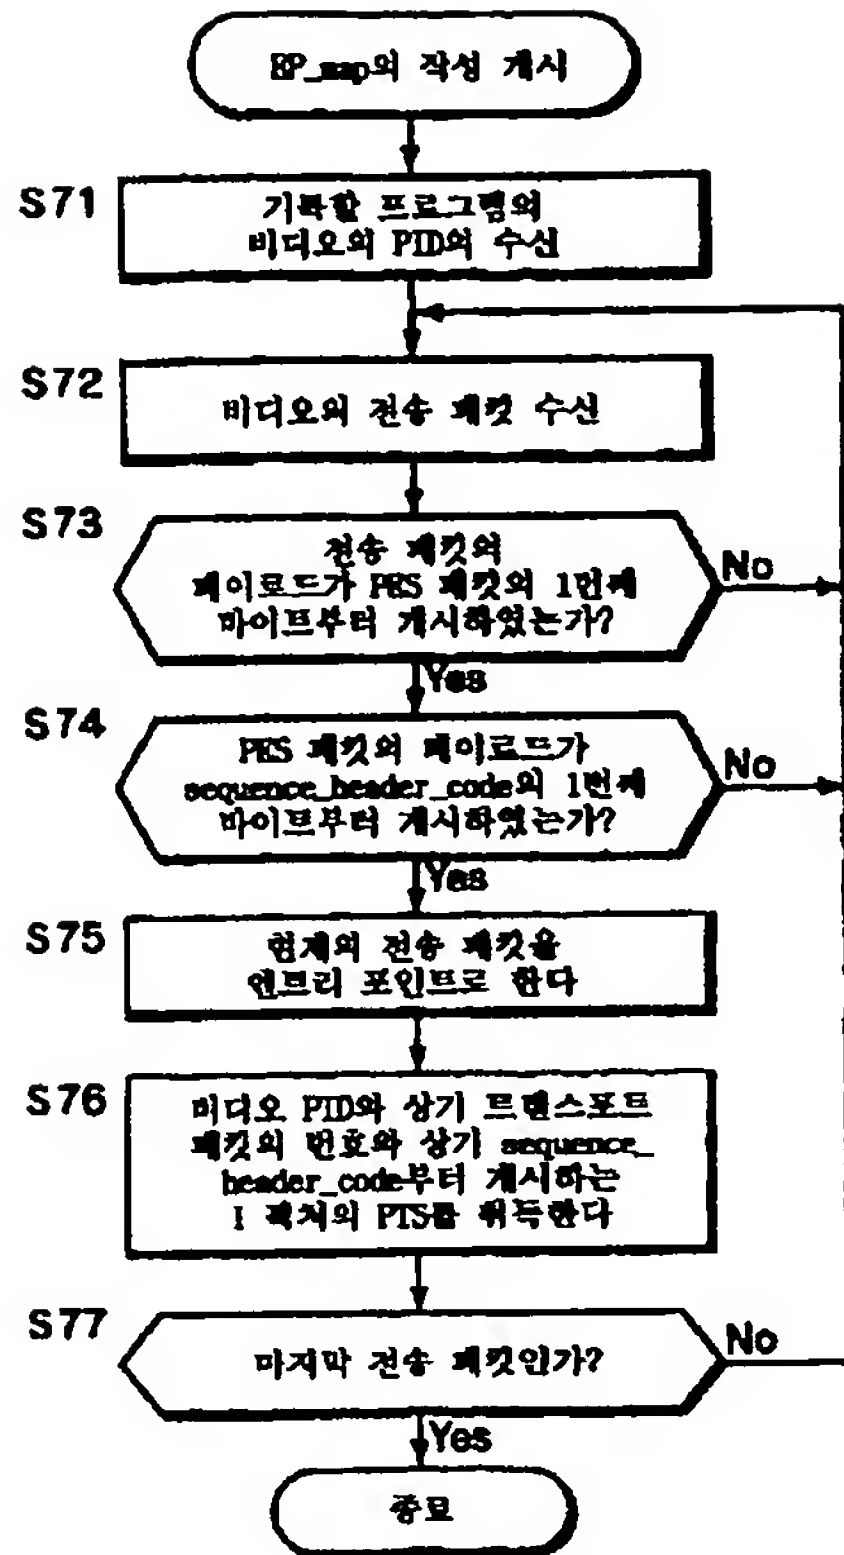 EP_map의 작성 개시
S71
기록할 프로그램의
비디오의 PID의 수신
S72
비디오의 전송 패킷 수신
S73
전송 패킷의
페이로드가 PES 패킷의 1번째
바이트부터 개시하였는가?
No
Yes
S74
PES 패킷의 페이로드가
sequence_header_code의 1번째
바이트부터 개시하였는가?
No
Yes
S75
현재의 전송 패킷을
엔트리 포인트로 한다
S76
비디오 PID와 상기 트랜스포트
패킷의 번호와 상기 sequence_
header_code부터 개시하는
I 픽처의 PTS를 취득한다
S77
마지막 전송 패킷인가?
No
Yes
종료